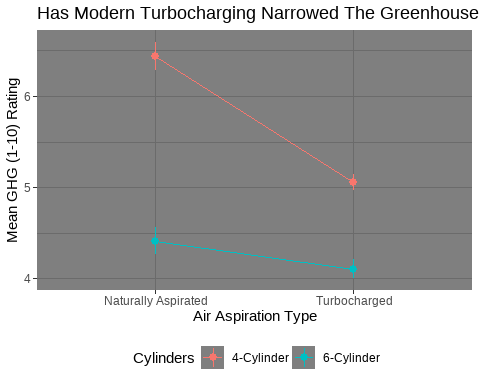 Has Modern Turbocharging Narrowed The Greenhouse
Mean GHG (1-10) Rating
6
5
4
Naturally Aspirated Turbocharged
Air Aspiration Type
Cylinders 4-Cylinder 6-Cylinder